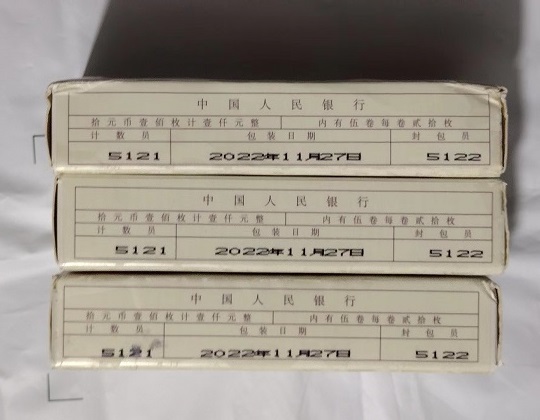 中国人民银行
拾元币壹佰枚计壹仟元整 内有伍卷每卷贰拾枚
计数员 包装日期 封包员
5121 2022年11月27日 5122
中国人民银行
拾元币壹佰枚计壹仟元整 内有伍卷每卷贰拾枚
计数员 包装日期 封包员
5121 2022年11月27日 5122
中国人民银行
拾元币壹佰枚计壹仟元整 内有伍卷每卷贰拾枚
计数员 包装日期 封包员
5121 2022年11月27日 5122